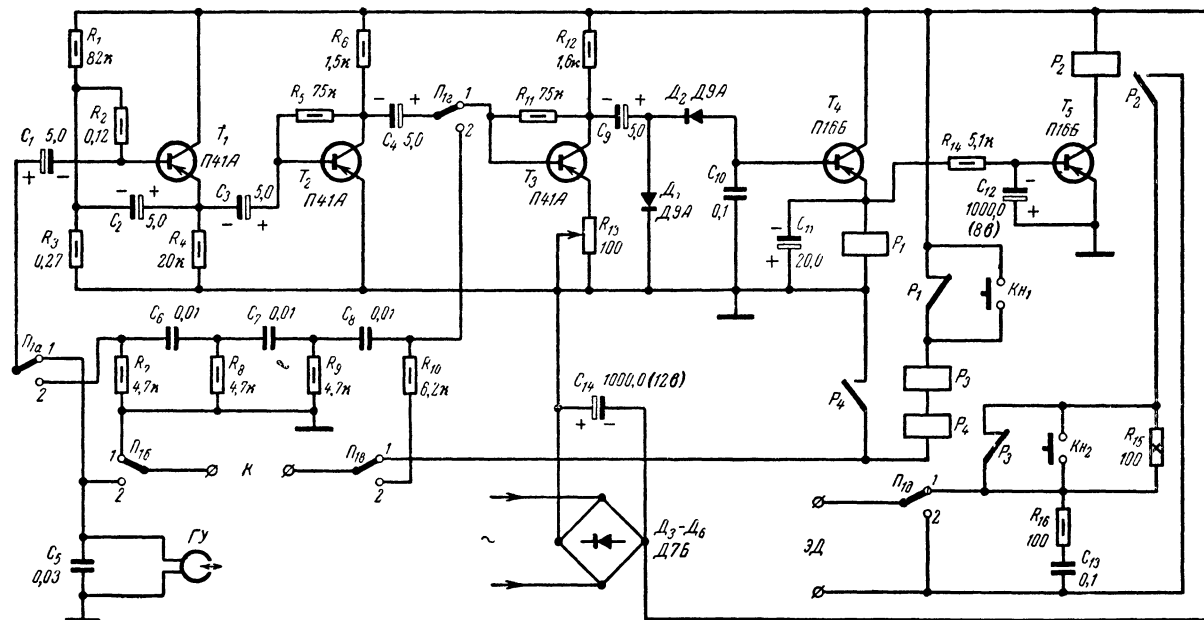 R₁
82к
R₂
0,12
C₁ 5,0
+ -
T₁
П41А
- +
C₂ 5,0
R₃
0,27
R₄
20к
C₃ 5,0
- +
R₅ 75к
T₂ П41А
R₆
1,5к
- +
C₄ 5,0
П₁г 1
2
R₁₁ 75к
T₃
П41А
R₁₂
1,6к
+
C₉ 5,0
Д₂ Д9А
Д₁
Д9А
R₁₃
100
C₁₀
0,1
T₄
П16Б
-
C₁₁
+
20,0
P₁
R₁₄ 5,1к
T₅
П16Б
-
C₁₂
1000,0
+
(8в)
P₂
P₂
P₁
Кн₁
P₃
P₄
P₄
C₆ 0,01
C₇ 0,01
C₈ 0,01
П₁а 1
2
R₇
4,7к
R₈
4,7к
R₉
4,7к
R₁₀
6,2к
C₁₄ 1000,0 (12в)
+ -
1 П₁б
2
К
П₁в 1
2
P₃
Кн₂
R₁₅
100
П₁д 1
2
R₁₆
100
C₁₃
0,1
ЭД
~
Д₃-Д₆
Д7Б
C₅
0,03
ГУ